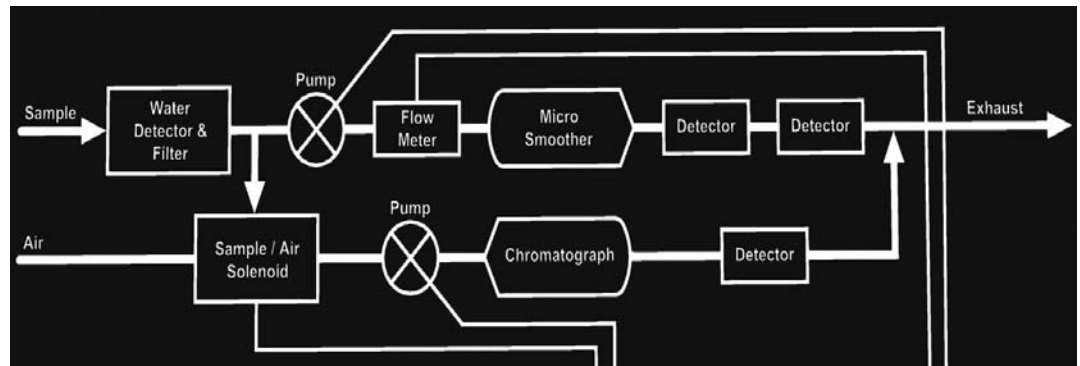 Sample
Water
Detector &
Filter
Pump
Flow
Meter
Micro
Smoother
Detector
Detector
Exhaust
Air
Sample / Air
Solenoid
Pump
Chromatograph
Detector